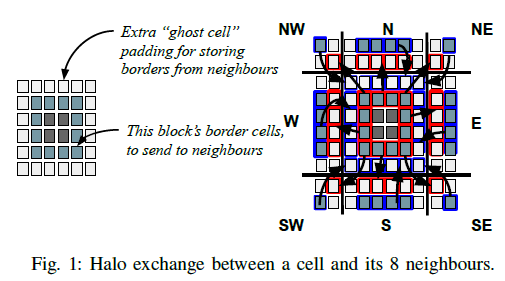 Extra “ghost cell”
padding for storing
borders from neighbours
This block's border cells,
to send to neighbours
NW
N
NE
W
E
SW
S
SE
Fig. 1: Halo exchange between a cell and its 8 neighbours.